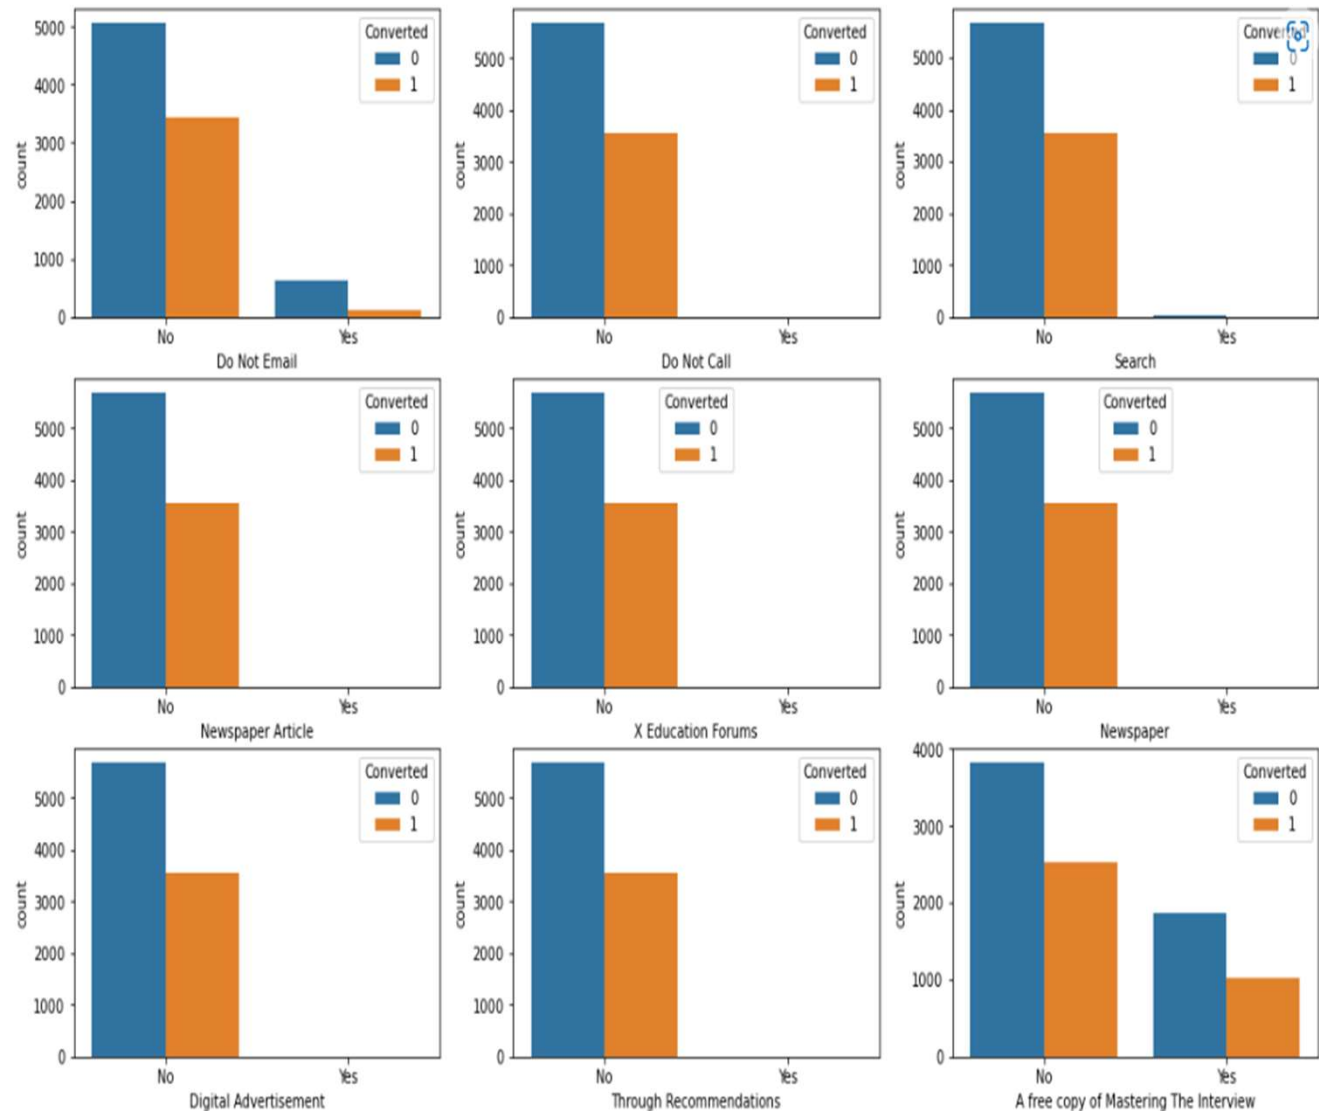 5000
4000
3000
2000
1000
0
count
Converted
0
1
No
Yes
Do Not Email
5000
4000
3000
2000
1000
0
count
Converted
0
1
No
Yes
Do Not Call
5000
4000
3000
2000
1000
0
count
Converted
0
1
No
Yes
Search
5000
4000
3000
2000
1000
0
count
Converted
0
1
No
Yes
Newspaper Article
5000
4000
3000
2000
1000
0
count
Converted
0
1
No
Yes
X Education Forums
5000
4000
3000
2000
1000
0
count
Converted
0
1
No
Yes
Newspaper
5000
4000
3000
2000
1000
0
count
Converted
0
1
No
Yes
Digital Advertisement
5000
4000
3000
2000
1000
0
count
Converted
0
1
No
Yes
Through Recommendations
4000
3000
2000
1000
0
count
Converted
0
1
No
Yes
A free copy of Mastering The Interview